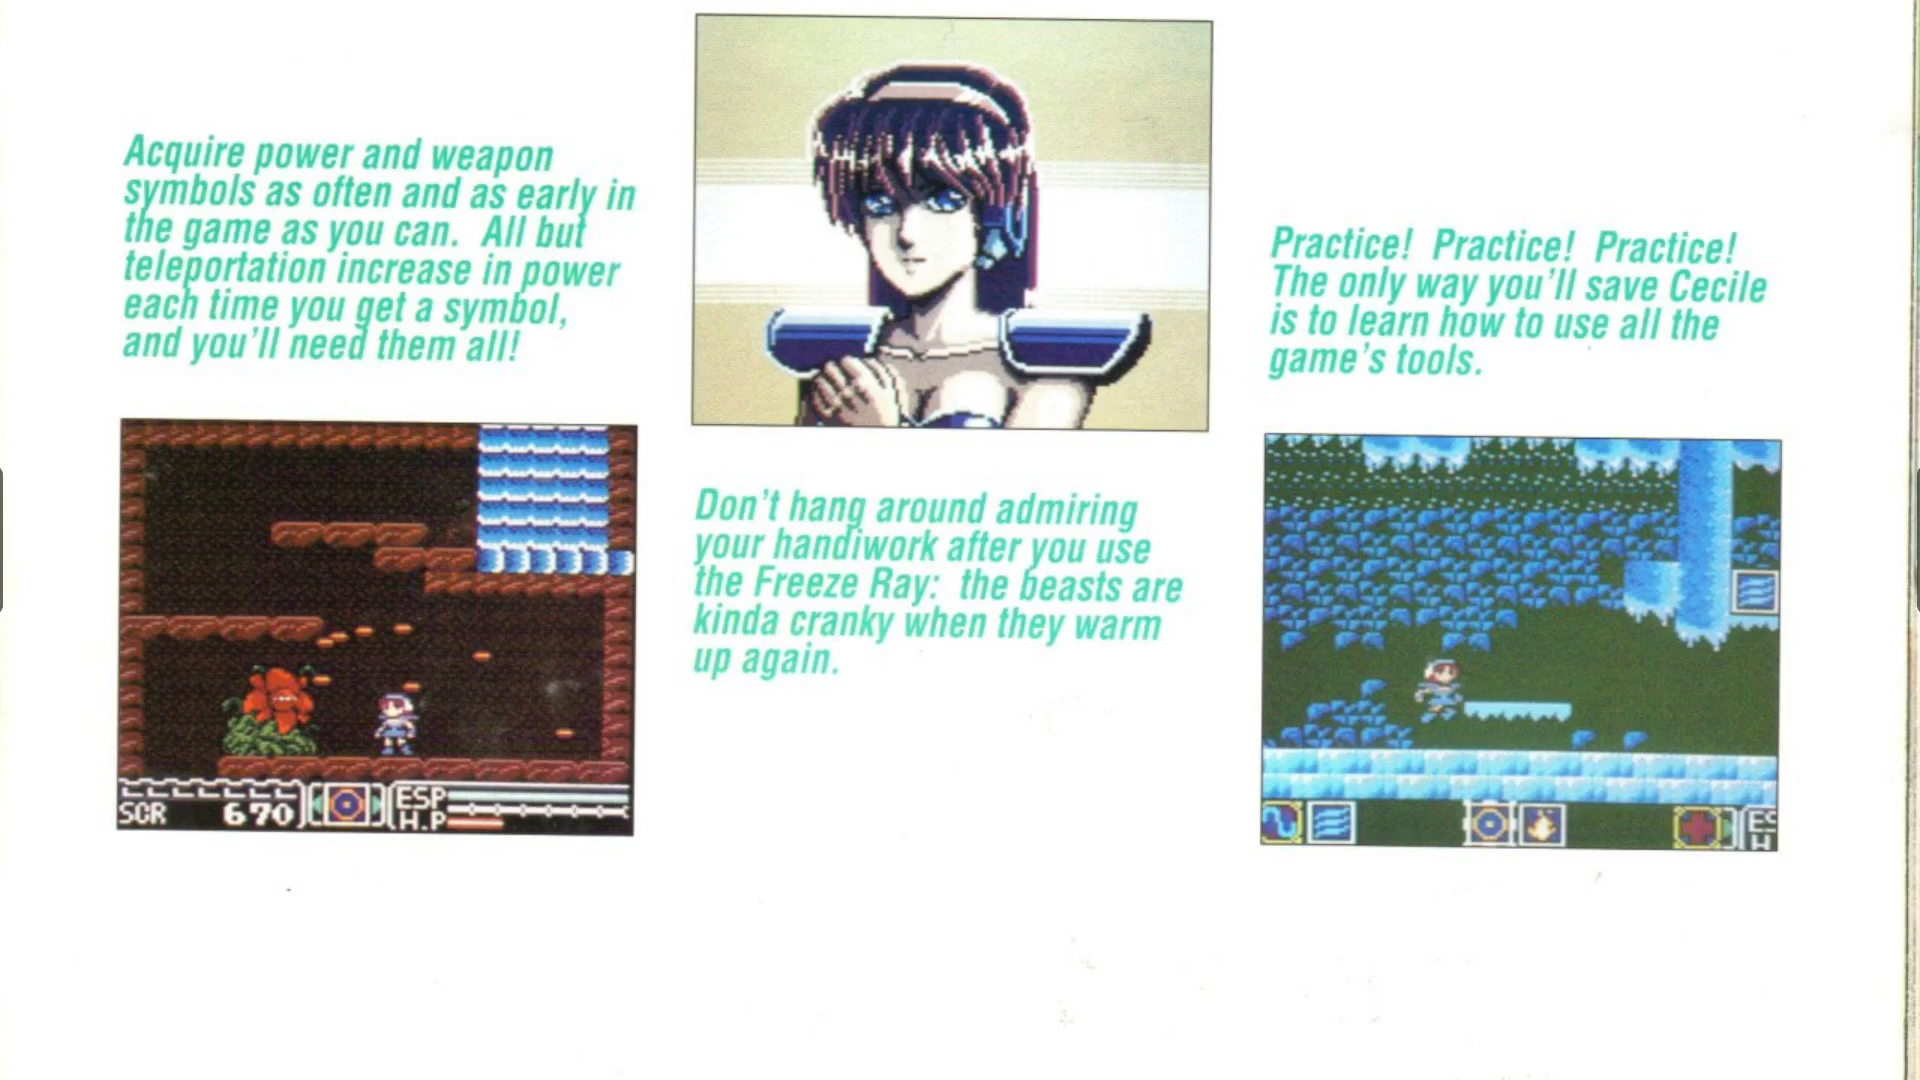 Acquire power and weapon
symbols as often and as early in
the game as you can.  All but
teleportation increase in power
each time you get a symbol,
and you'll need them all!
SCR 670
ESP
H.P
Don't hang around admiring
your handiwork after you use
the Freeze Ray:  the beasts are
kinda cranky when they warm
up again.
Practice!  Practice!  Practice!
The only way you'll save Cecile
is to learn how to use all the
game's tools.
ES
H